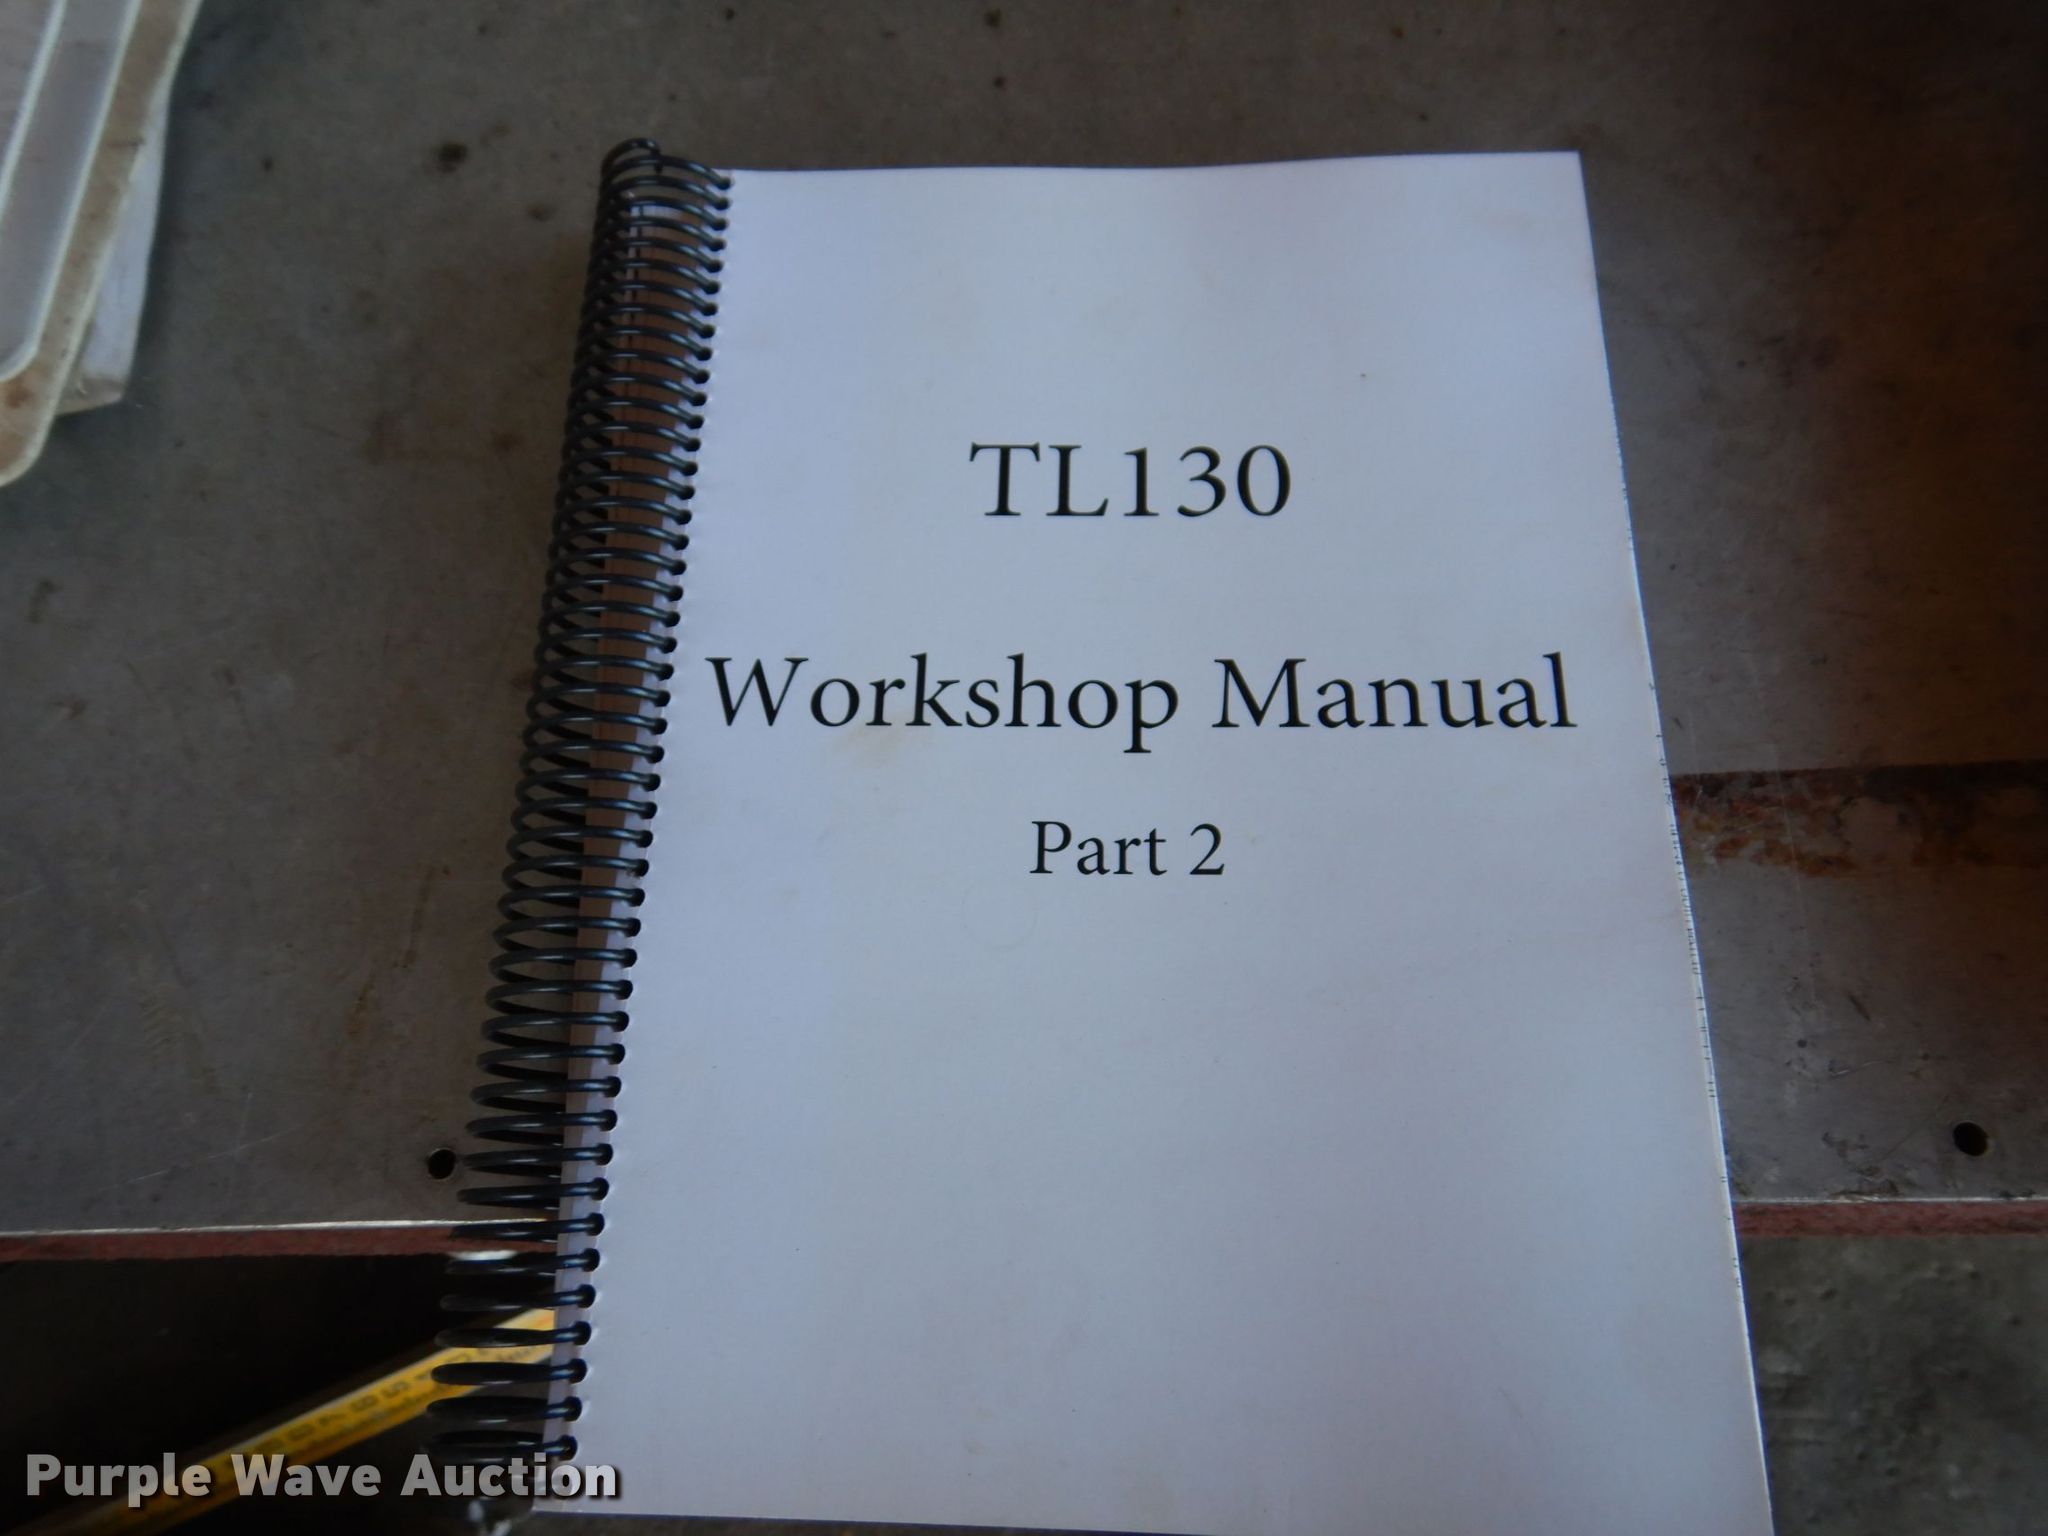 TL130
Workshop Manual
Part 2
Purple Wave Auction